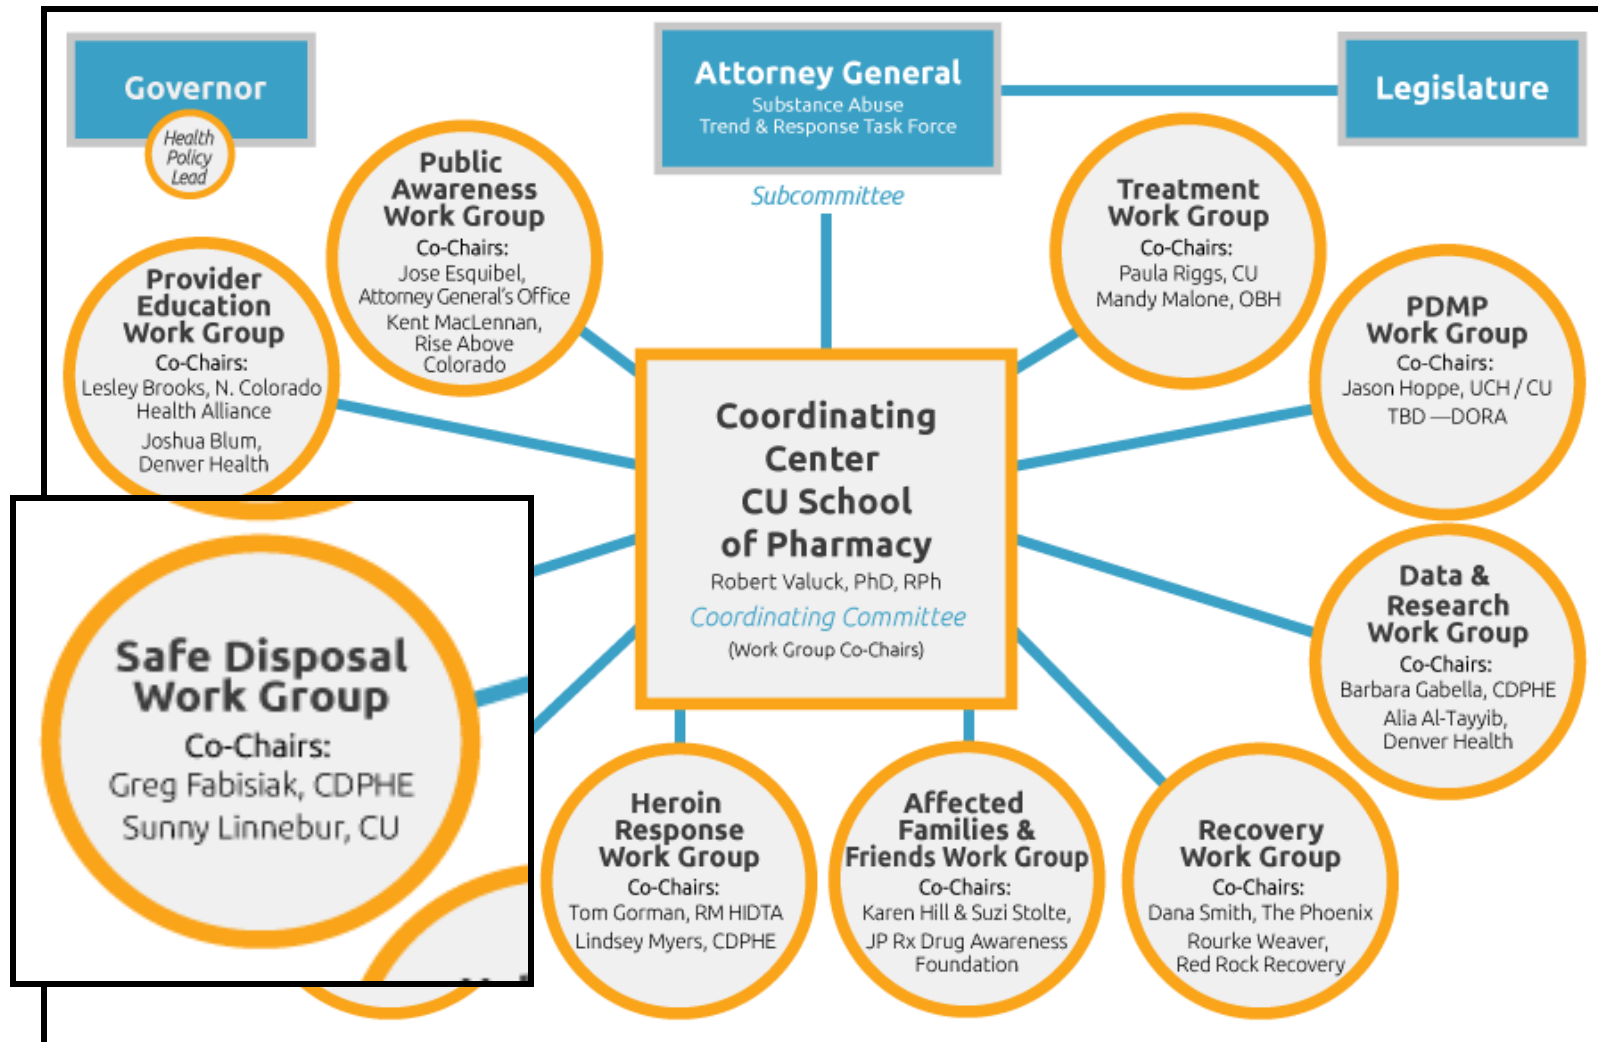 Governor
Health
Policy
Lead
Attorney General
Substance Abuse
Trend & Response Task Force
Subcommittee
Legislature
Public
Awareness
Work Group
Co-Chairs:
Jose Esquibel,
Attorney General's Office
Kent MacLennan,
Rise Above
Colorado
Treatment
Work Group
Co-Chairs:
Paula Riggs, CU
Mandy Malone, OBH
Provider
Education
Work Group
Co-Chairs:
Lesley Brooks, N. Colorado
Health Alliance
Joshua Blum,
Denver Health
PDMP
Work Group
Co-Chairs:
Jason Hoppe, UCH / CU
TBD —DORA
Coordinating
Center
CU School
of Pharmacy
Robert Valuck, PhD, RPh
Coordinating Committee
(Work Group Co-Chairs)
Safe Disposal
Work Group
Co-Chairs:
Greg Fabisiak, CDPHE
Sunny Linnebur, CU
Data &
Research
Work Group
Co-Chairs:
Barbara Gabella, CDPHE
Alia Al-Tayyib,
Denver Health
Heroin
Response
Work Group
Co-Chairs:
Tom Gorman, RM HIDTA
Lindsey Myers, CDPHE
Affected
Families &
Friends Work Group
Co-Chairs:
Karen Hill & Suzi Stolte,
JP Rx Drug Awareness
Foundation
Recovery
Work Group
Co-Chairs:
Dana Smith, The Phoenix
Rourke Weaver,
Red Rock Recovery